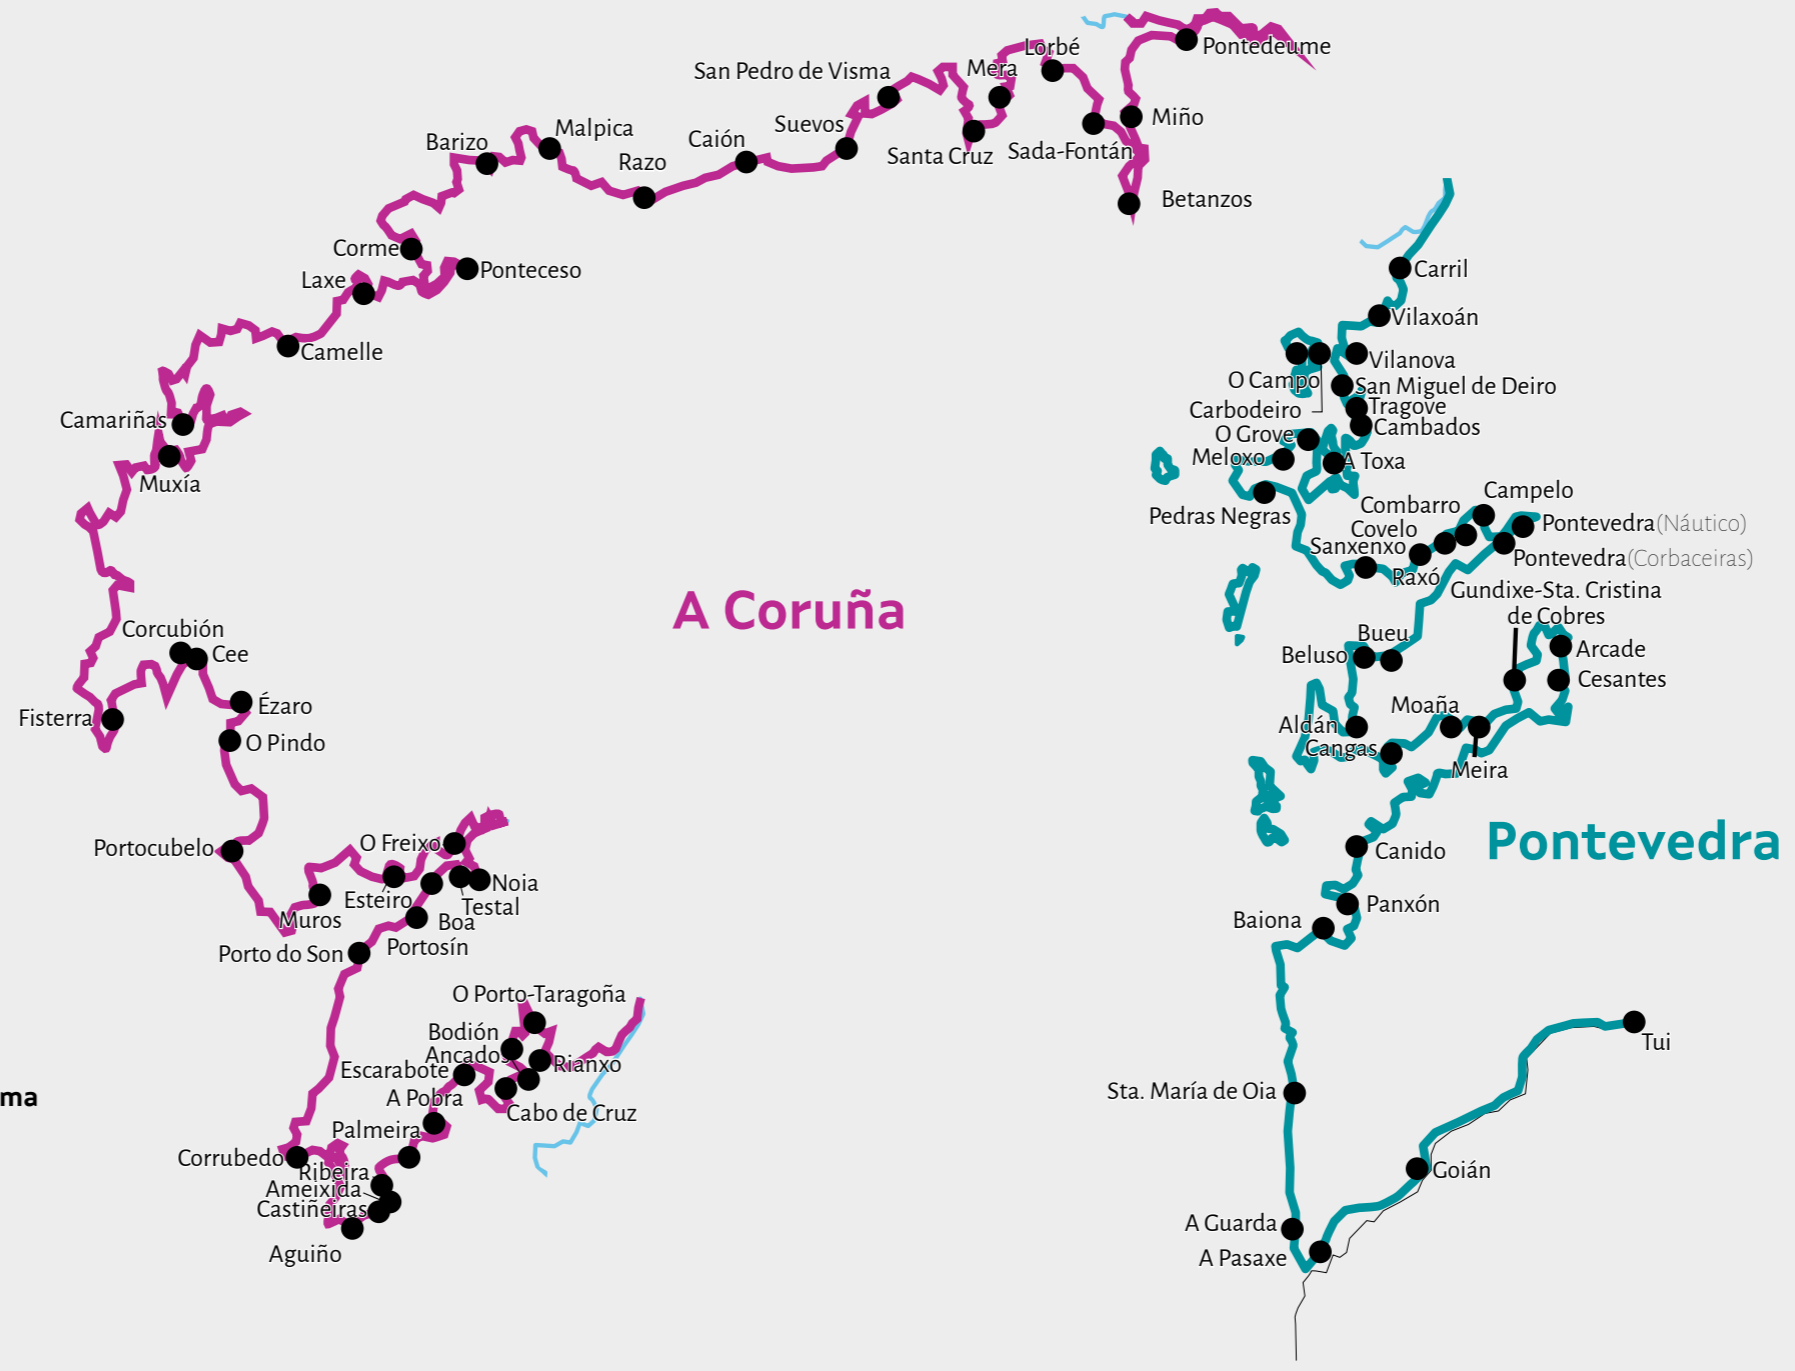 Pontedeume
Lorbé
Mera
San Pedro de Visma
Miño
Suevos
Malpica
Barizo
Caión
Razo
Santa Cruz
Sada-Fontán
Betanzos
Corme
Ponteceso
Laxe
Camelle
Camariñas
Muxía
Corcubión
Cee
Ézaro
Fisterra
O Pindo
A Coruña
Portocubelo
O Freixo
Esteiro
Noia
Testal
Muros
Boa
Portosín
Porto do Son
O Porto-Taragoña
Bodión
Ancados
Rianxo
Escarabote
A Pobra
Cabo de Cruz
Palmeira
Corrubedo
Ribeira
Ameixida
Castiñeiras
Aguiño
ma
Carril
Vilaxoán
Vilanova
O Campo
San Miguel de Deiro
Carbodeiro
Tragove
O Grove
Cambados
Meloxo
A Toxa
Pedras Negras
Campelo
Combarro
Covelo
Pontevedra(Náutico)
Sanxenxo
Pontevedra(Corbaceiras)
Raxó
Gundixe-Sta. Cristina
de Cobres
Bueu
Beluso
Arcade
Cesantes
Moaña
Aldán
Cangas
Meira
Pontevedra
Canido
Panxón
Baiona
Tui
Sta. María de Oia
Goián
A Guarda
A Pasaxe